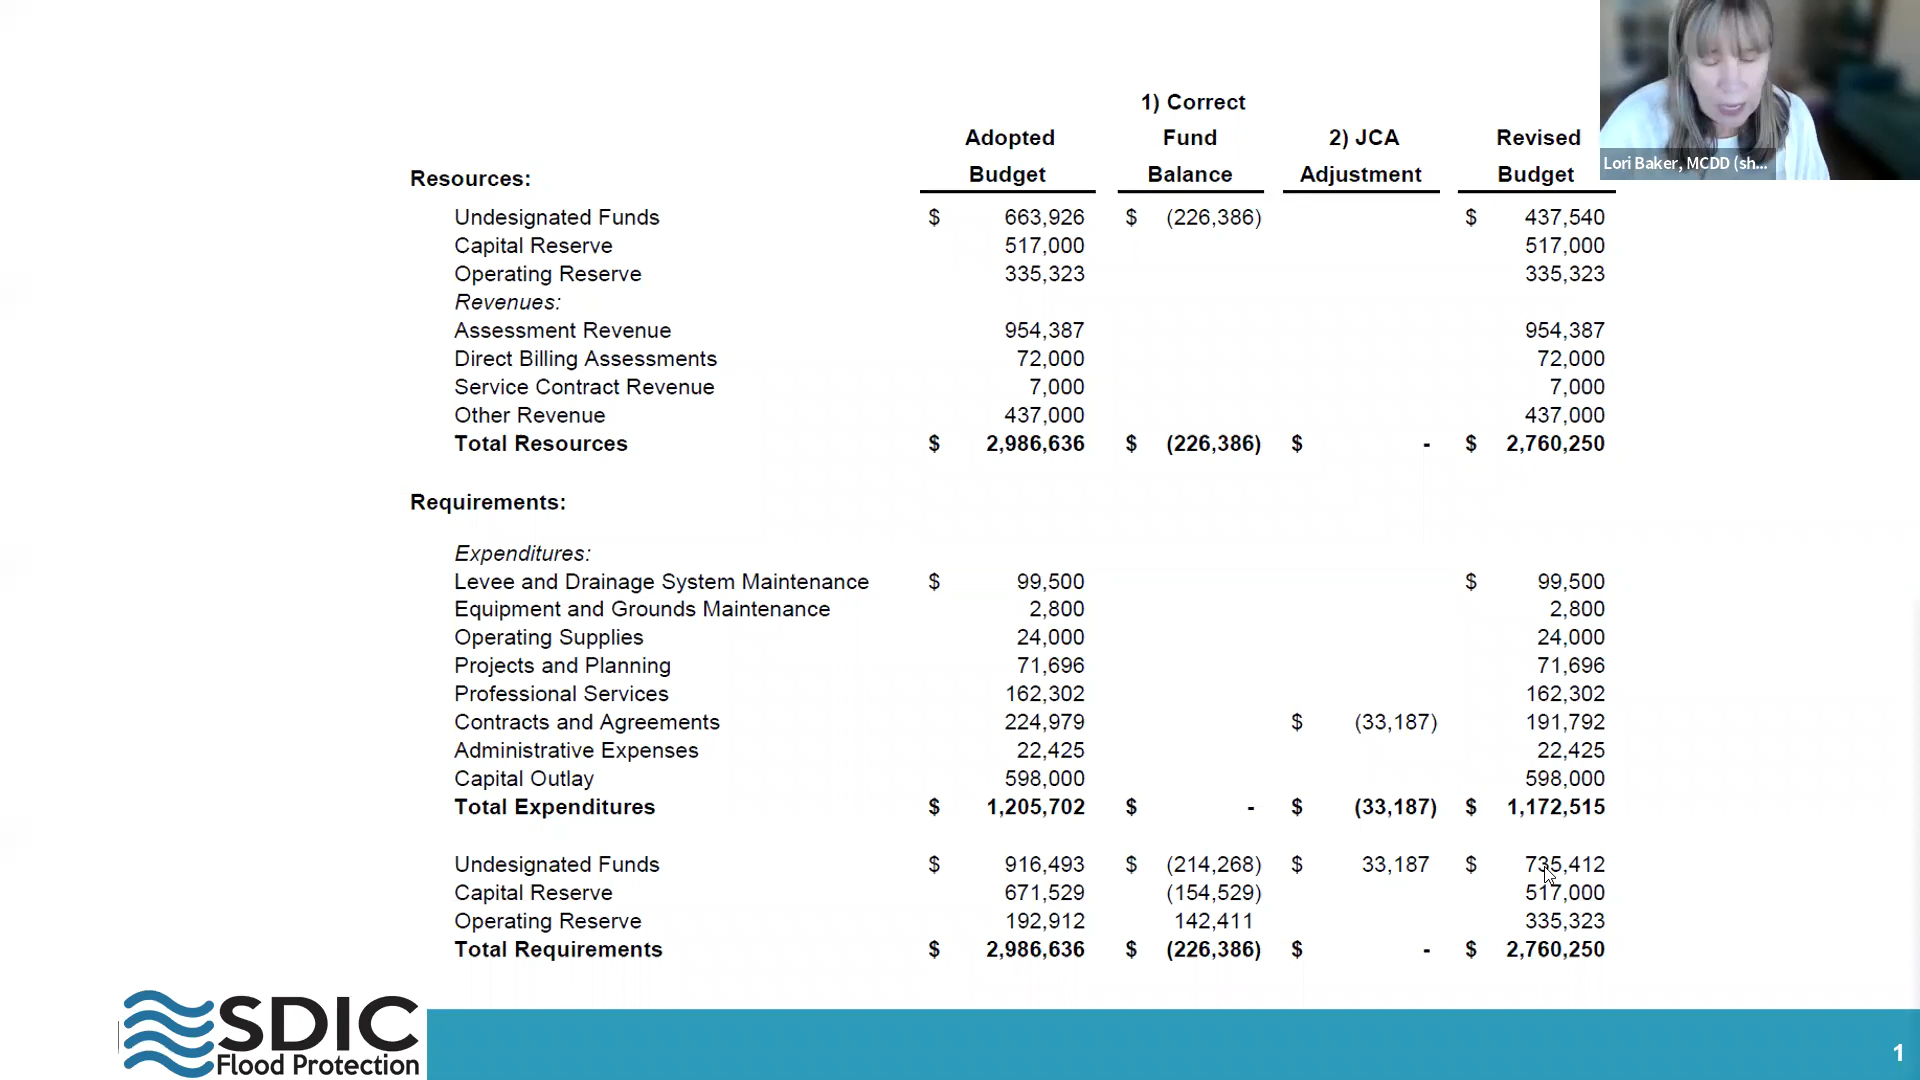 1) Correct
Adopted Fund 2) JCA Revised
Resources: Budget Balance Adjustment Budget
Lori Baker, MCDD (sh...
Undesignated Funds $ 663,926 $ (226,386) $ 437,540
Capital Reserve 517,000 517,000
Operating Reserve 335,323 335,323
Revenues:
Assessment Revenue 954,387 954,387
Direct Billing Assessments 72,000 72,000
Service Contract Revenue 7,000 7,000
Other Revenue 437,000 437,000
Total Resources $ 2,986,636 $ (226,386) $ - $ 2,760,250
Requirements:
Expenditures:
Levee and Drainage System Maintenance $ 99,500 $ 99,500
Equipment and Grounds Maintenance 2,800 2,800
Operating Supplies 24,000 24,000
Projects and Planning 71,696 71,696
Professional Services 162,302 162,302
Contracts and Agreements 224,979 $ (33,187) 191,792
Administrative Expenses 22,425 22,425
Capital Outlay 598,000 598,000
Total Expenditures $ 1,205,702 $ - $ (33,187) $ 1,172,515
Undesignated Funds $ 916,493 $ (214,268) $ 33,187 $ 735,412
Capital Reserve 671,529 (154,529) 517,000
Operating Reserve 192,912 142,411 335,323
Total Requirements $ 2,986,636 $ (226,386) $ - $ 2,760,250
SDIC
Flood Protection
1